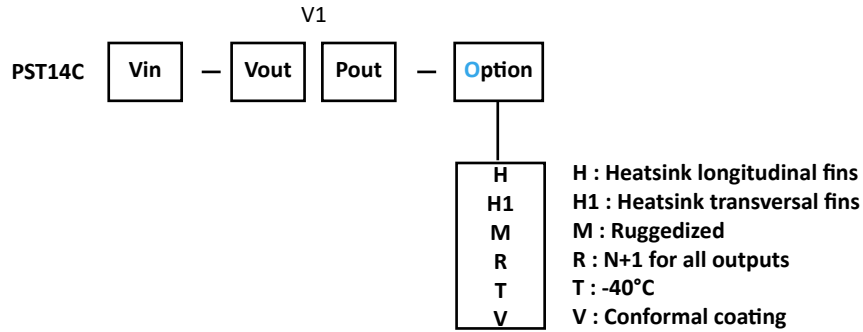 V1
PST14C Vin – Vout Pout – Option
H H : Heatsink longitudinal fins
H1 H1 : Heatsink transversal fins
M M : Ruggedized
R R : N+1 for all outputs
T T : -40°C
V V : Conformal coating